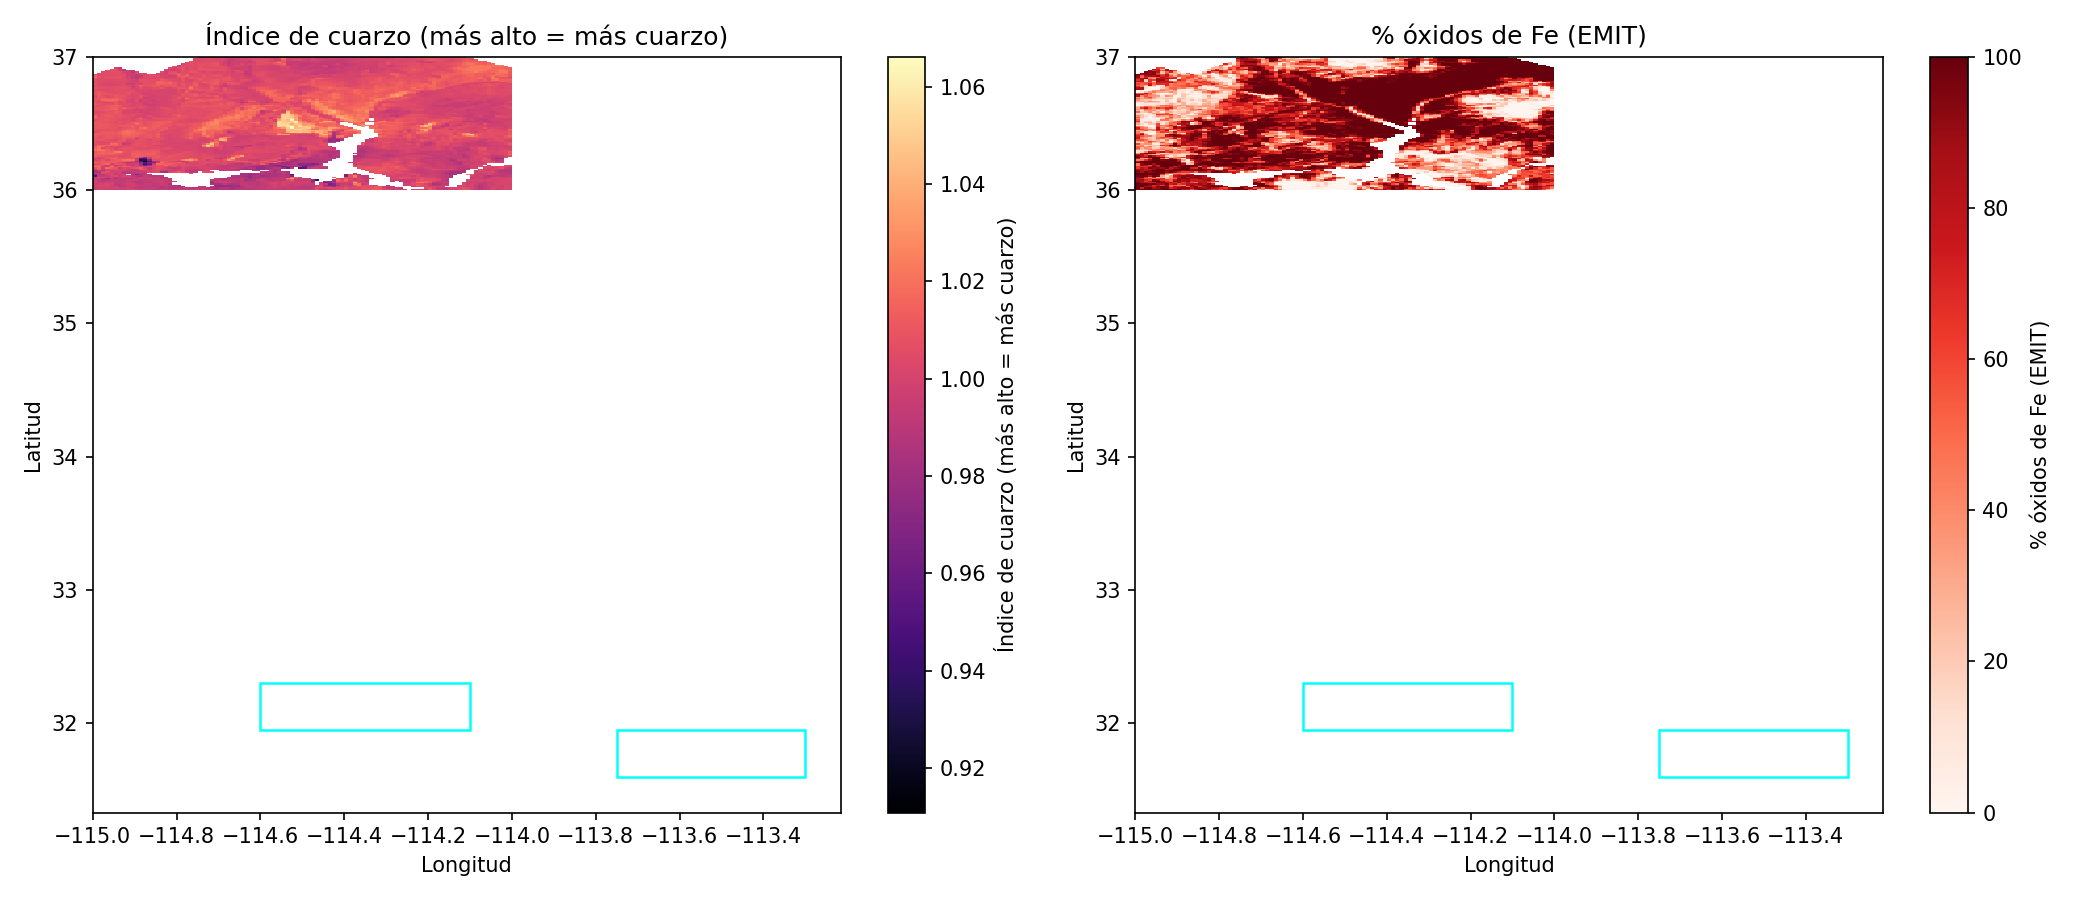 Índice de cuarzo (más alto = más cuarzo)
37
36
35
34
33
32
Latitud
−115.0 −114.8 −114.6 −114.4 −114.2 −114.0 −113.8 −113.6 −113.4
Longitud
1.06
1.04
1.02
1.00
0.98
0.96
0.94
0.92
Índice de cuarzo (más alto = más cuarzo)
% óxidos de Fe (EMIT)
37
36
35
34
33
32
Latitud
−115.0 −114.8 −114.6 −114.4 −114.2 −114.0 −113.8 −113.6 −113.4
Longitud
100
80
60
40
20
0
% óxidos de Fe (EMIT)